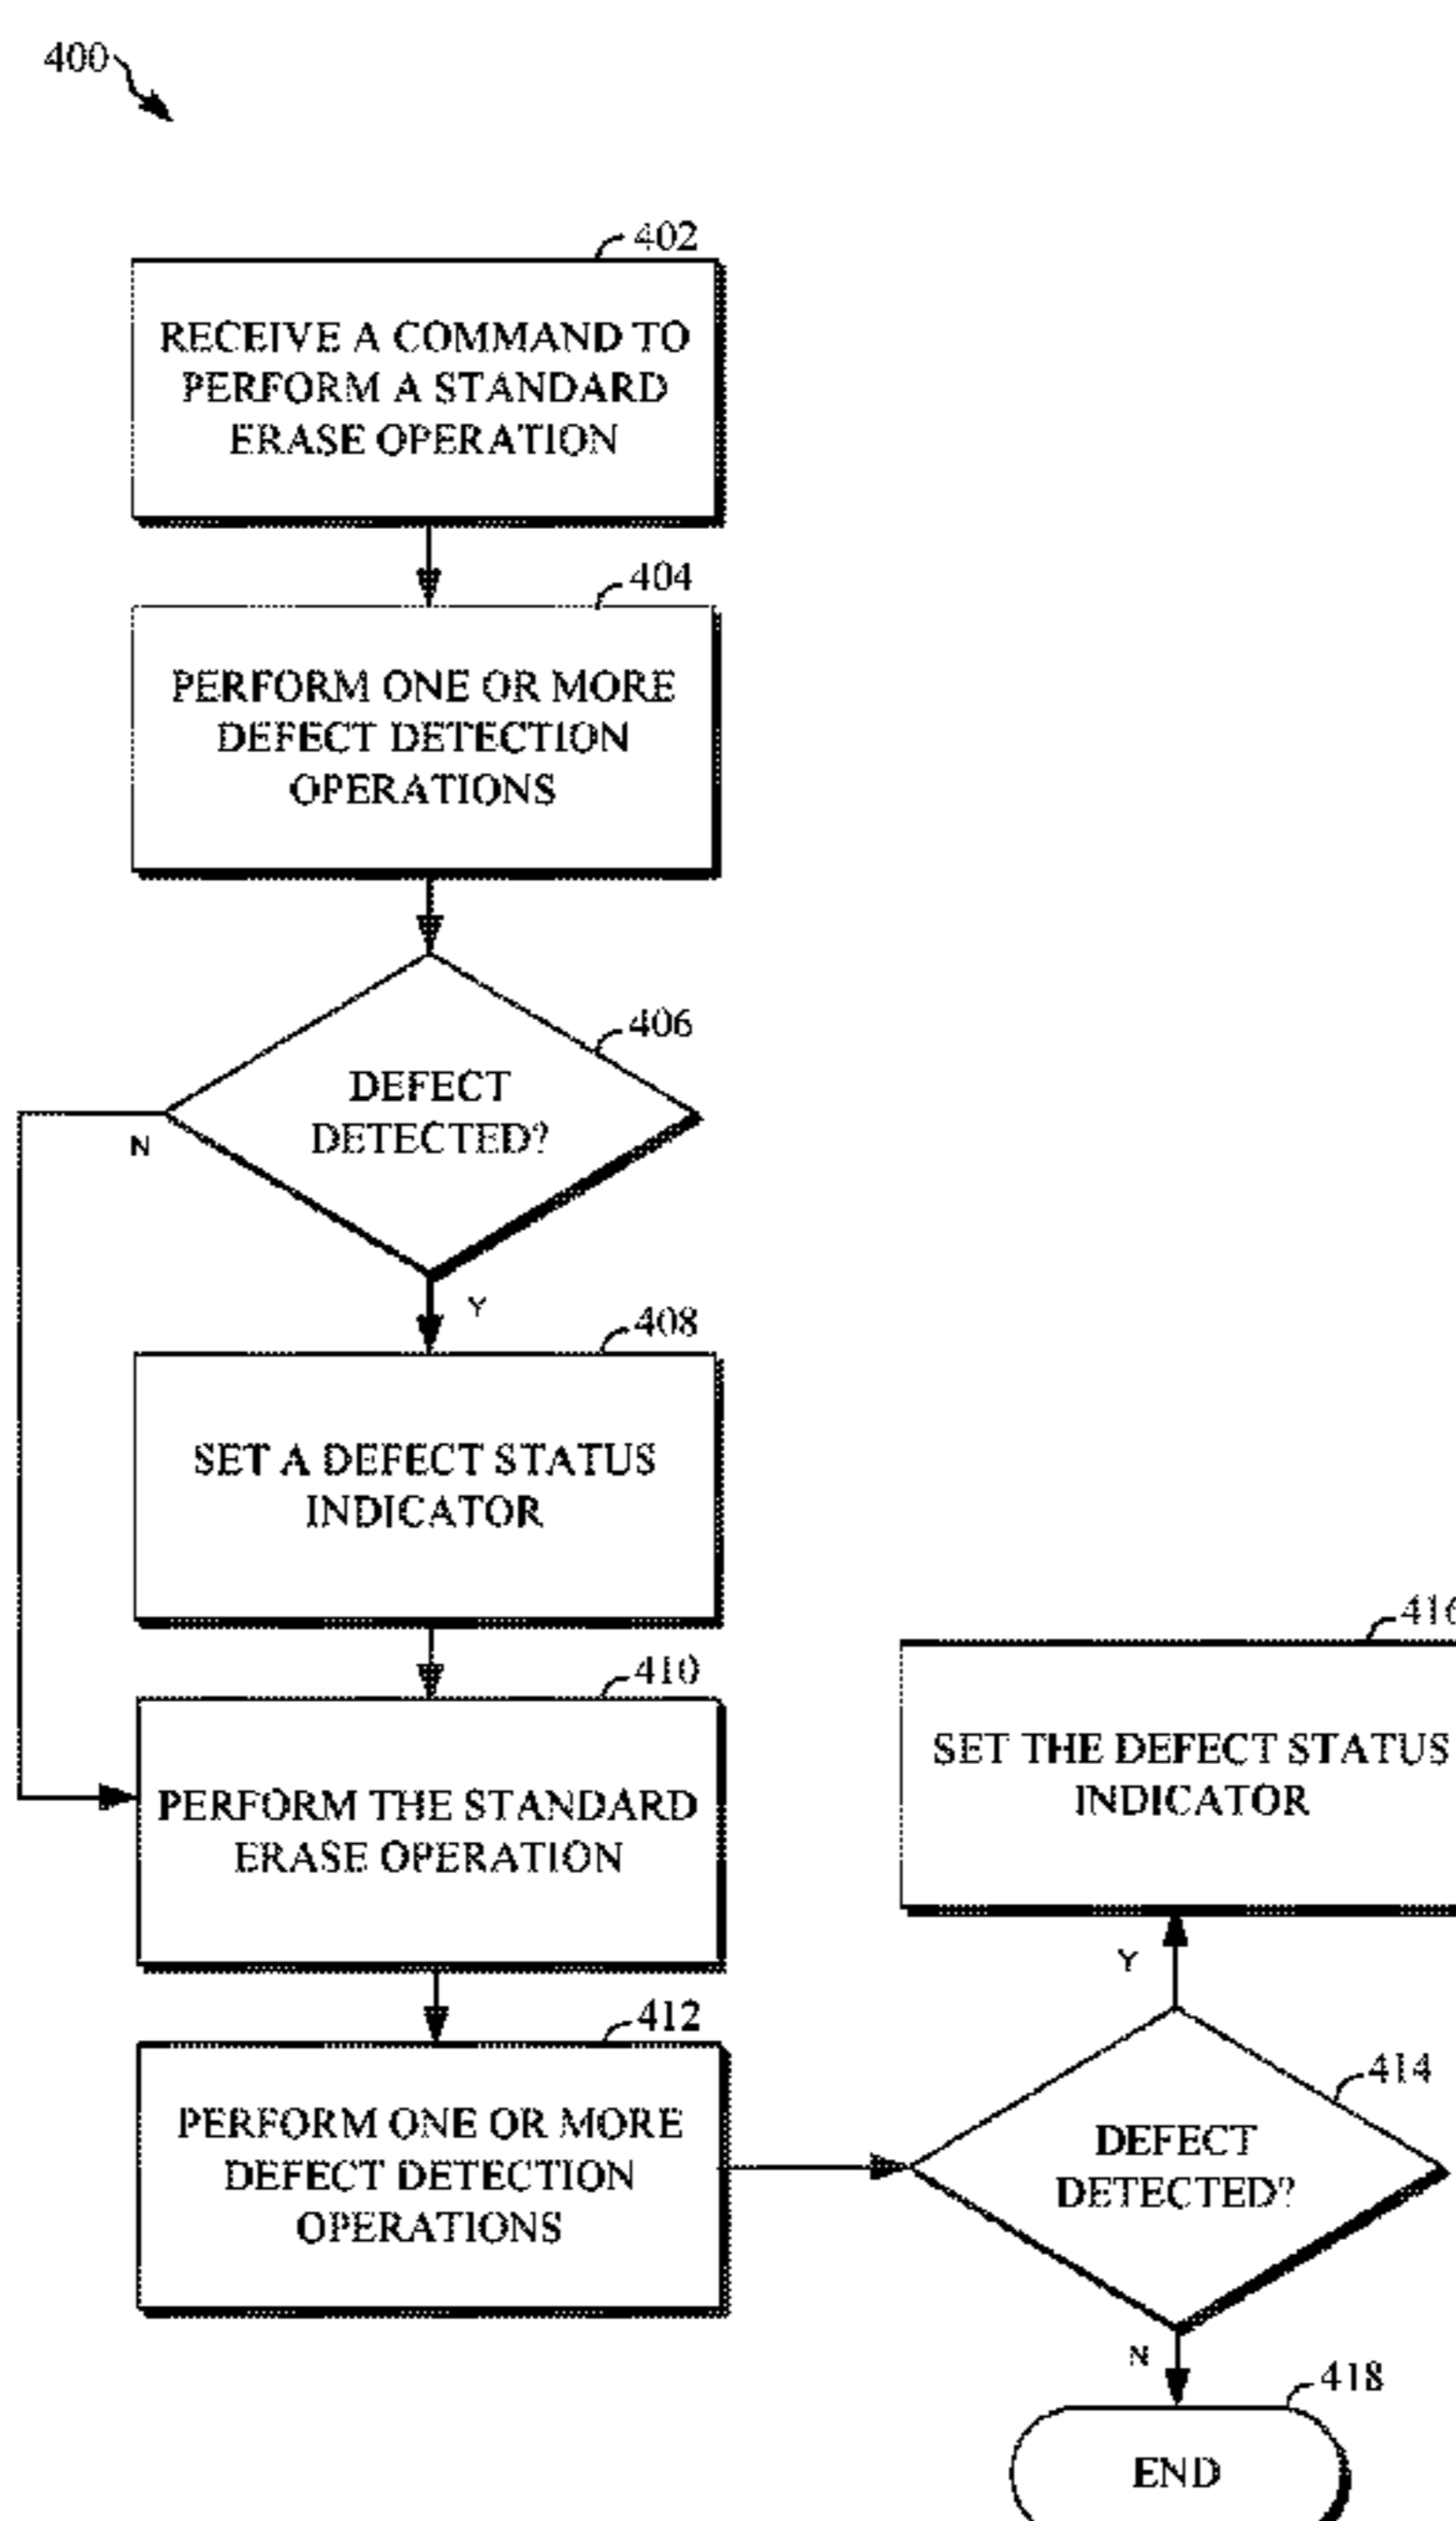 400
402
RECEIVE A COMMAND TO
PERFORM A STANDARD
ERASE OPERATION
404
PERFORM ONE OR MORE
DEFECT DETECTION
OPERATIONS
406
DEFECT
DETECTED?
N
Y
408
SET A DEFECT STATUS
INDICATOR
410
PERFORM THE STANDARD
ERASE OPERATION
412
PERFORM ONE OR MORE
DEFECT DETECTION
OPERATIONS
416
SET THE DEFECT STATUS
INDICATOR
Y
414
DEFECT
DETECTED?
N
418
END